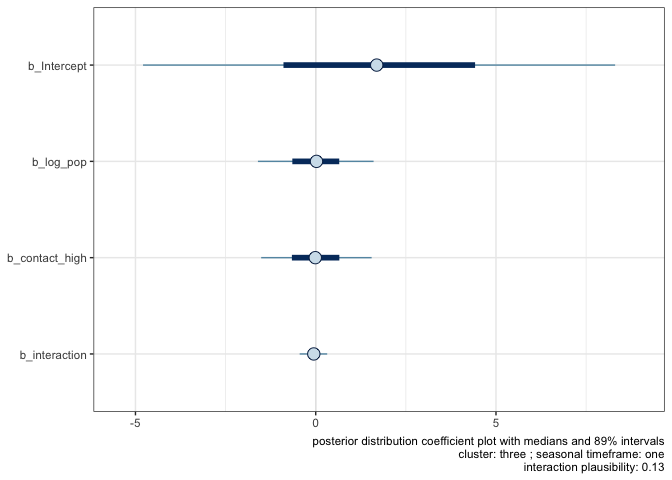 b_Intercept
b_log_pop
b_contact_high
b_interaction
-5 0 5
posterior distribution coefficient plot with medians and 89% intervals
cluster: three ; seasonal timeframe: one
interaction plausibility: 0.13